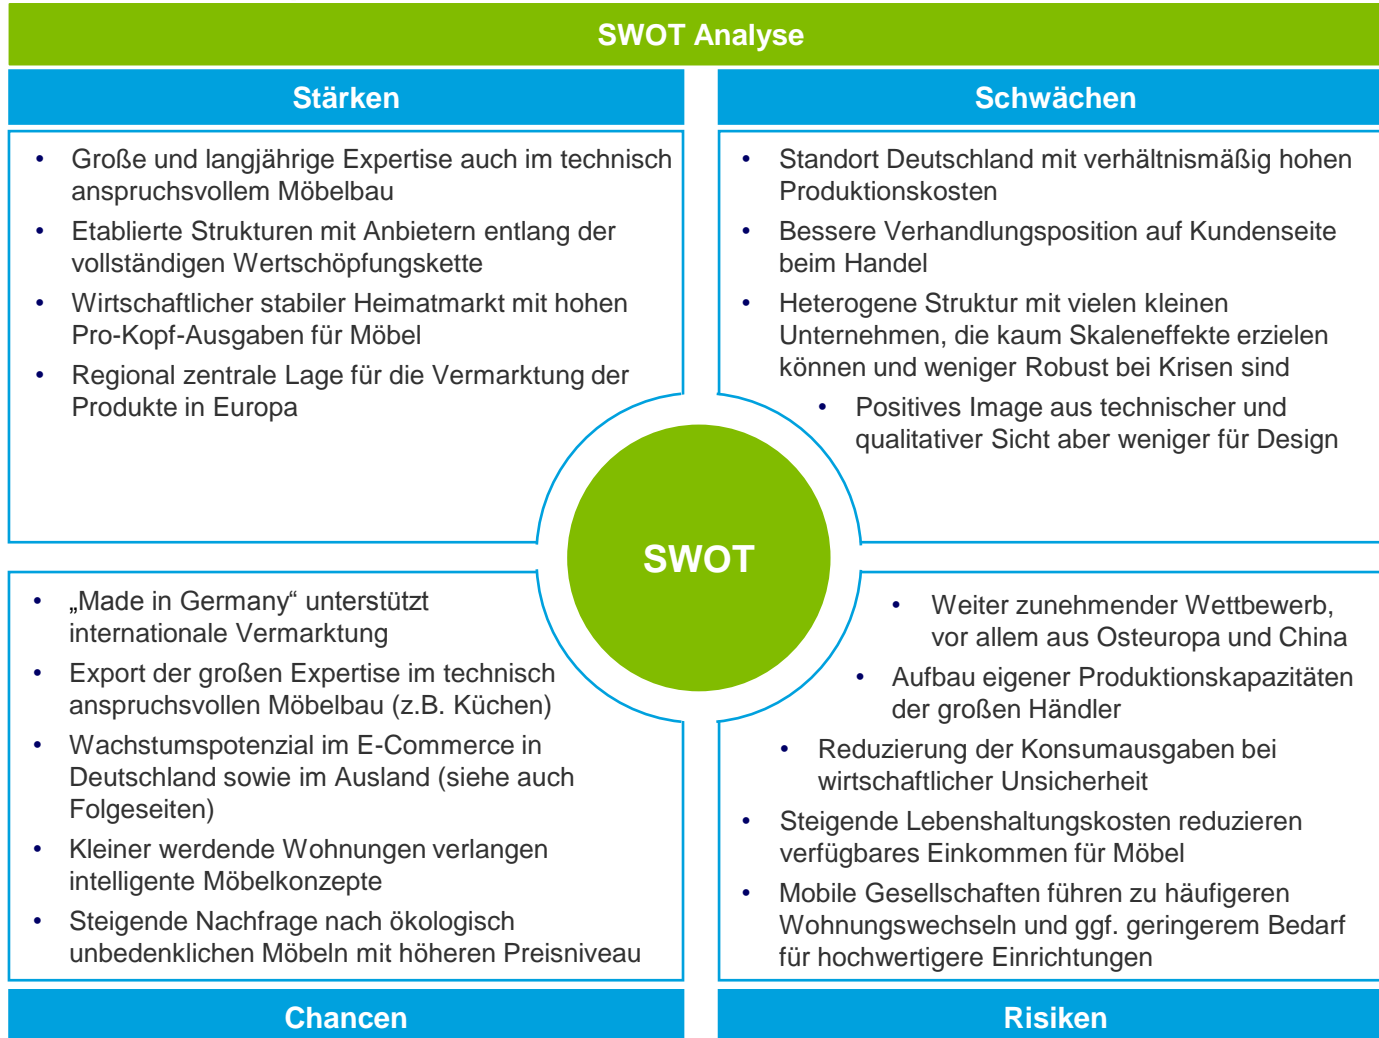 SWOT Analyse
Stärken
• Große und langjährige Expertise auch im technisch
anspruchsvollem Möbelbau
• Etablierte Strukturen mit Anbietern entlang der
vollständigen Wertschöpfungskette
• Wirtschaftlicher stabiler Heimatmarkt mit hohen
Pro-Kopf-Ausgaben für Möbel
• Regional zentrale Lage für die Vermarktung der
Produkte in Europa
Schwächen
• Standort Deutschland mit verhältnismäßig hohen
Produktionskosten
• Bessere Verhandlungsposition auf Kundenseite
beim Handel
• Heterogene Struktur mit vielen kleinen
Unternehmen, die kaum Skaleneffekte erzielen
können und weniger Robust bei Krisen sind
• Positives Image aus technischer und
qualitativer Sicht aber weniger für Design
SWOT
• „Made in Germany“ unterstützt
internationale Vermarktung
• Export der großen Expertise im technisch
anspruchsvollen Möbelbau (z.B. Küchen)
• Wachstumspotenzial im E-Commerce in
Deutschland sowie im Ausland (siehe auch
Folgeseiten)
• Kleiner werdende Wohnungen verlangen
intelligente Möbelkonzepte
• Steigende Nachfrage nach ökologisch
unbedenklichen Möbeln mit höheren Preisniveau
Chancen
• Weiter zunehmender Wettbewerb,
vor allem aus Osteuropa und China
• Aufbau eigener Produktionskapazitäten
der großen Händler
• Reduzierung der Konsumausgaben bei
wirtschaftlicher Unsicherheit
• Steigende Lebenshaltungskosten reduzieren
verfügbares Einkommen für Möbel
• Mobile Gesellschaften führen zu häufigeren
Wohnungswechseln und ggf. geringerem Bedarf
für hochwertigere Einrichtungen
Risiken